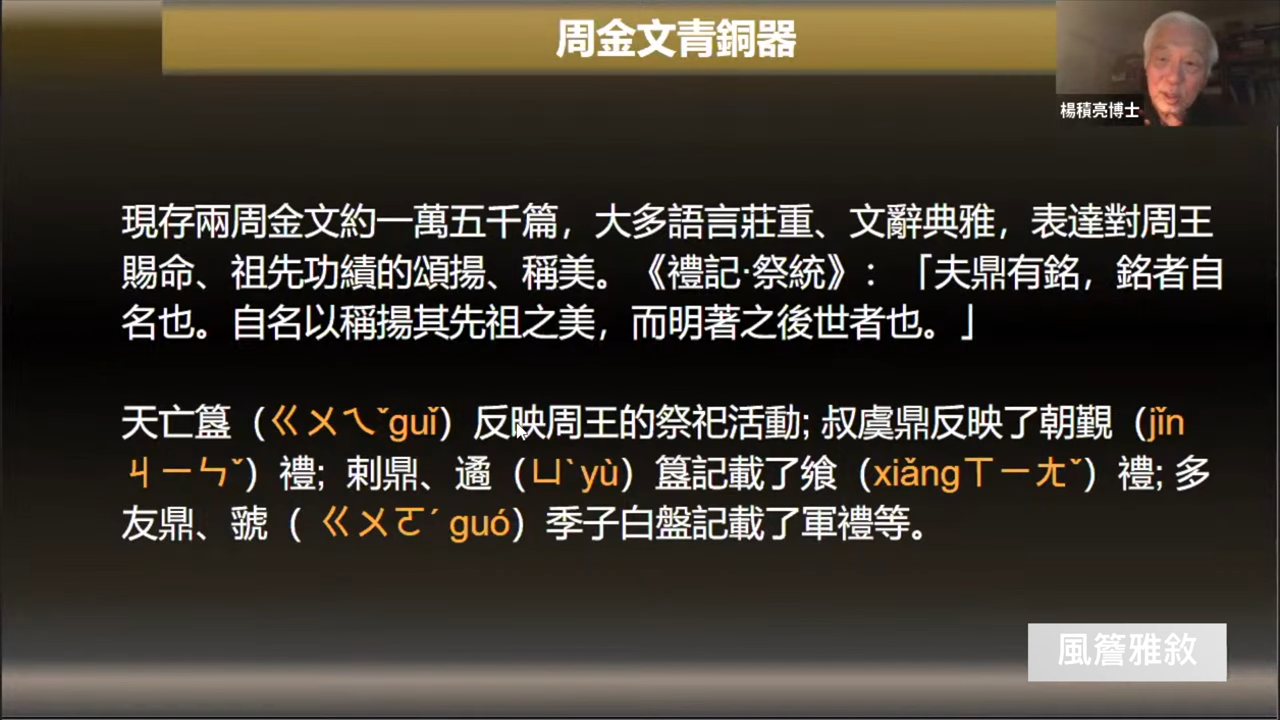 周金文青銅器
楊積亮博士
現存兩周金文約一萬五千篇，大多語言莊重、文辭典雅，表達對周王
賜命、祖先功績的頌揚、稱美。《禮記·祭統》：「夫鼎有銘，銘者自
名也。自名以稱揚其先祖之美，而明著之後世者也。」
天亡簋（ㄍㄨㄟˇguǐ）反映周王的祭祀活動; 叔虞鼎反映了朝覲（jǐn
ㄐㄧㄣˇ）禮; 剌鼎、遹（ㄩˋyù）簋記載了飨（xiǎngㄒㄧㄤˇ）禮; 多
友鼎、虢（ ㄍㄨㄛˊ guó）季子白盤記載了軍禮等。
風簷雅敘